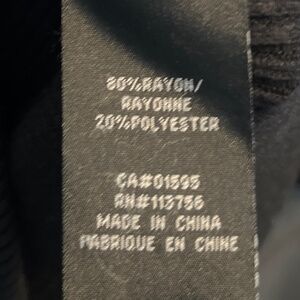 80%RAYON/
RAYONNE
20%POLYESTER
CA#01595
RN#113756
MADE IN CHINA
FABRIQUE EN CHINE